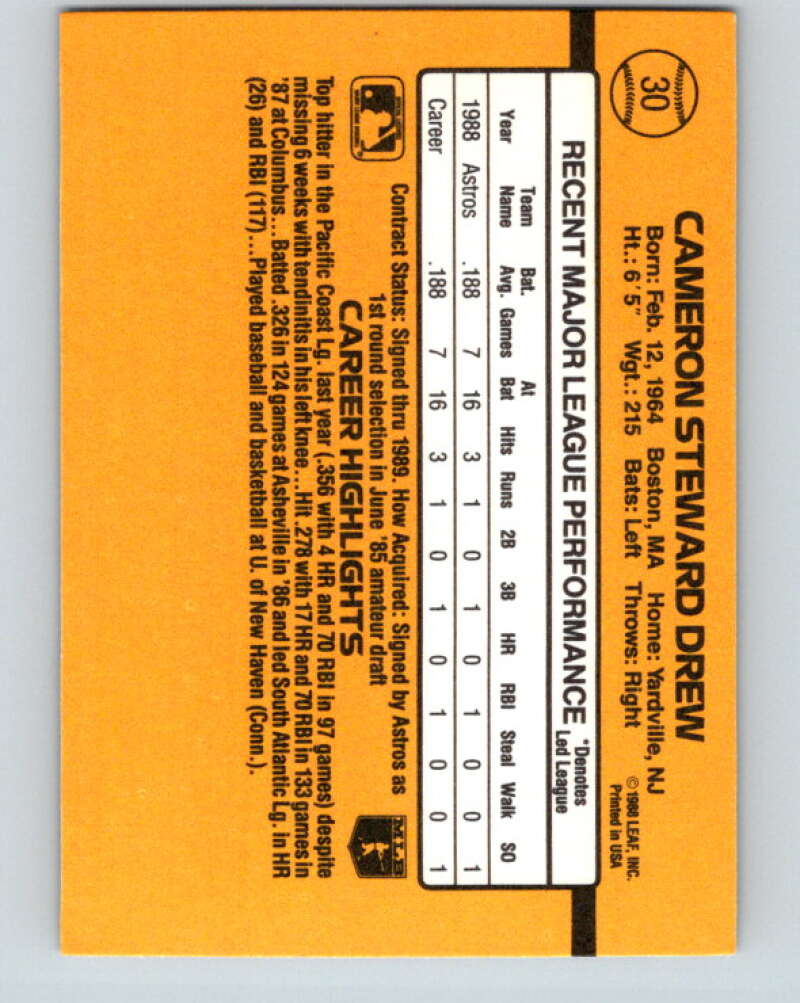 30
CAMERON STEWARD DREW
Born: Feb. 12, 1964 Boston, MA Home: Yardville, NJ
Ht.: 6'5" Wgt.: 215 Bats: Left Throws: Right
© 1988 LEAF, INC.
Printed in USA
RECENT MAJOR LEAGUE PERFORMANCE
*Denotes
Led League
Year Team Name Bat. Avg. Games At Bat Hits Runs 2B 3B HR RBI Steal Walk SO
1988 Astros .188 7 16 3 1 0 1 0 1 0 0 1
Career .188 7 16 3 1 0 1 0 1 0 0 1
Contract Status: Signed thru 1989. How Acquired: Signed by Astros as
1st round selection in June '85 amateur draft
MLB
CAREER HIGHLIGHTS
Top hitter in the Pacific Coast Lg. last year (.356 with 4 HR and 70 RBI in 97 games) despite
missing 6 weeks with tendinitis in his left knee...Hit .278 with 17 HR and 70 RBI in 133 games in
'87 at Columbus...Batted .326 in 124 games at Asheville in '86 and led South Atlantic Lg. in HR
(26) and RBI (117)...Played baseball and basketball at U. of New Haven (Conn.).